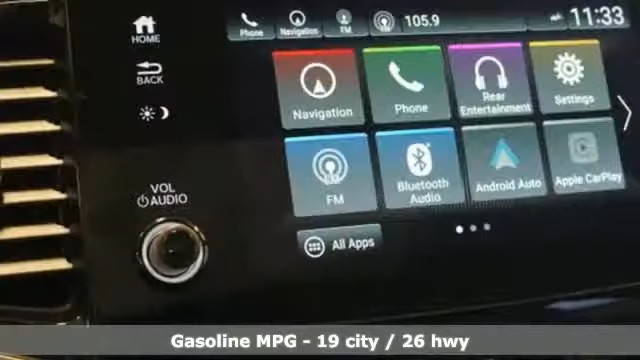 HOME
BACK
VOL
AUDIO
Phone
Navigation
FM
105.9
11:33
Navigation
Phone
Rear
Entertainment
Settings
FM
Bluetooth
Audio
Android Auto
Apple CarPlay
All Apps
Gasoline MPG - 19 city / 26 hwy